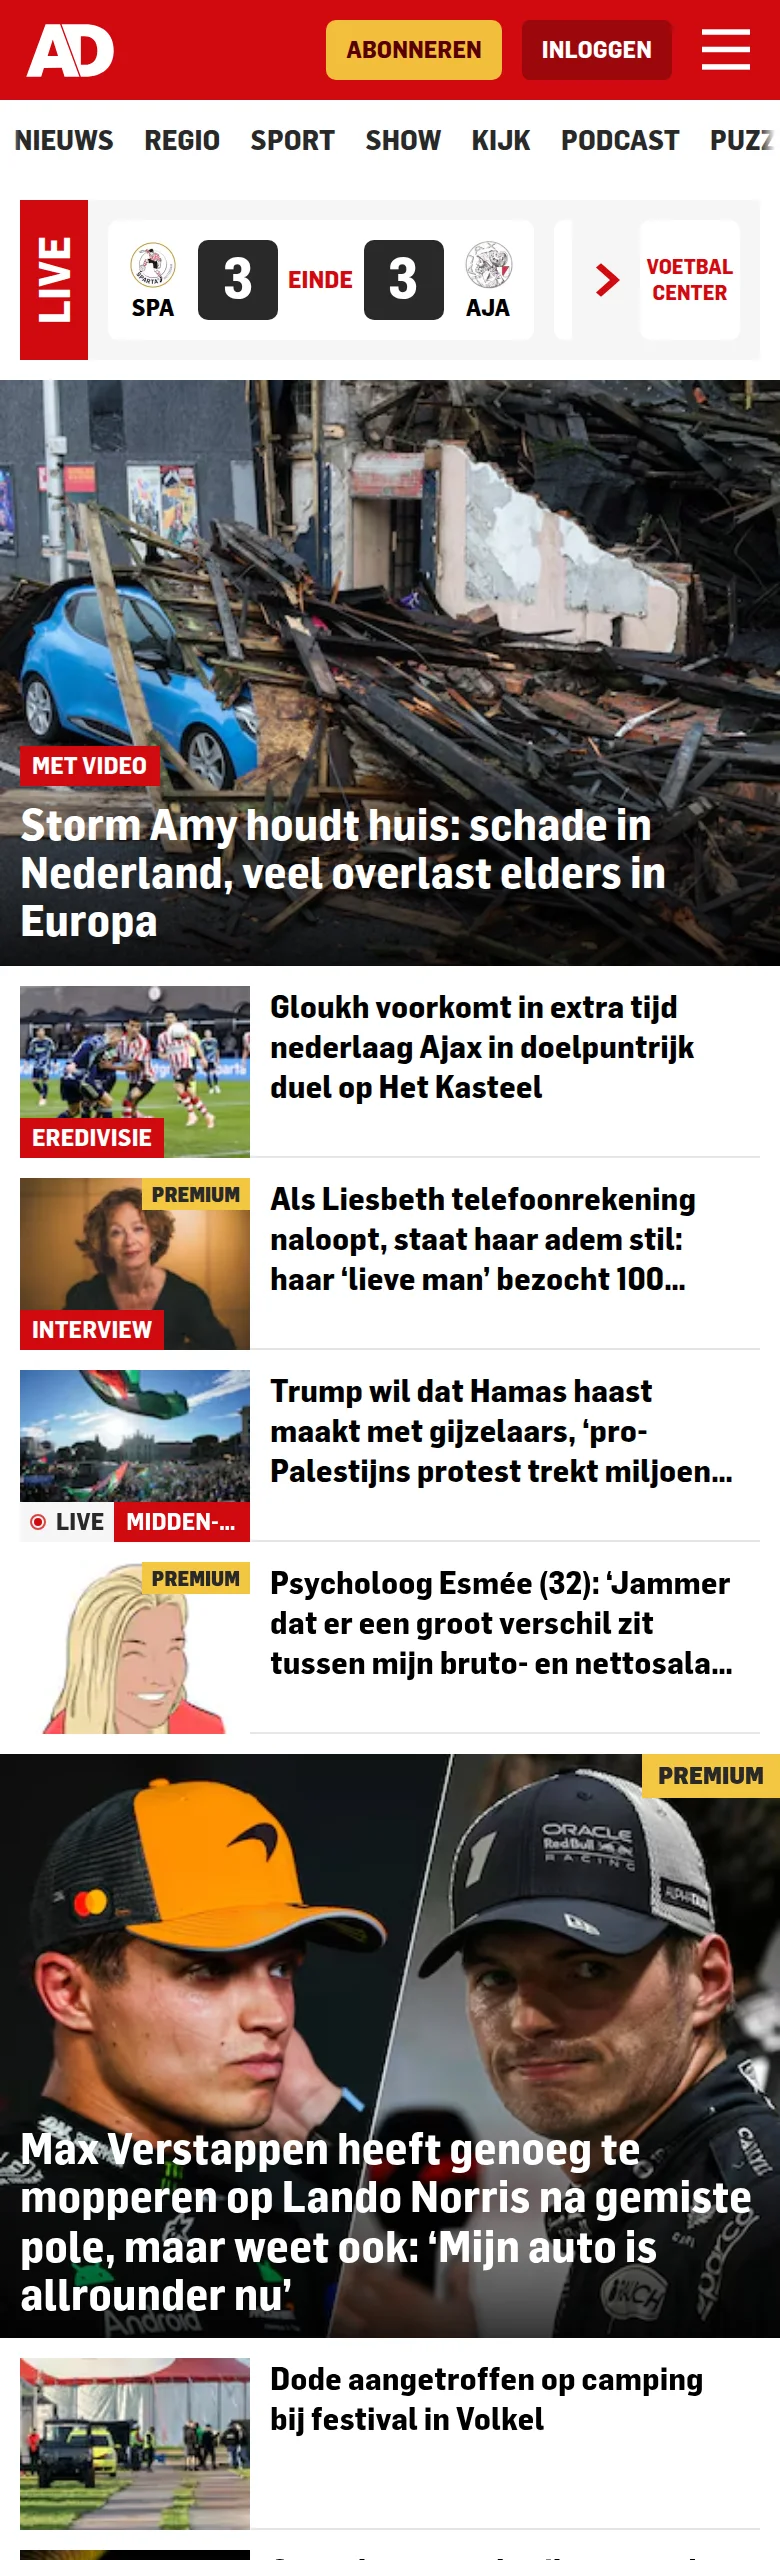 AD
ABONNEREN
INLOGGEN
NIEUWS REGIO SPORT SHOW KIJK PODCAST PUZZ
LIVE
SPA
3
EINDE
3
AJA
VOETBAL
CENTER
MET VIDEO
Storm Amy houdt huis: schade in
Nederland, veel overlast elders in
Europa
EREDIVISIE
Gloukh voorkomt in extra tijd
nederlaag Ajax in doelpuntrijk
duel op Het Kasteel
PREMIUM
INTERVIEW
Als Liesbeth telefoonrekening
naloopt, staat haar adem stil:
haar ‘lieve man’ bezocht 100...
LIVE
MIDDEN-...
Trump wil dat Hamas haast
maakt met gijzelaars, ‘pro-
Palestijns protest trekt miljoen...
PREMIUM
Psycholoog Esmée (32): ‘Jammer
dat er een groot verschil zit
tussen mijn bruto- en nettosala...
PREMIUM
ORACLE
Red Bull
RACING
1
Max Verstappen heeft genoeg te
mopperen op Lando Norris na gemiste
pole, maar weet ook: ‘Mijn auto is
allrounder nu’
Android
Dode aangetroffen op camping
bij festival in Volkel